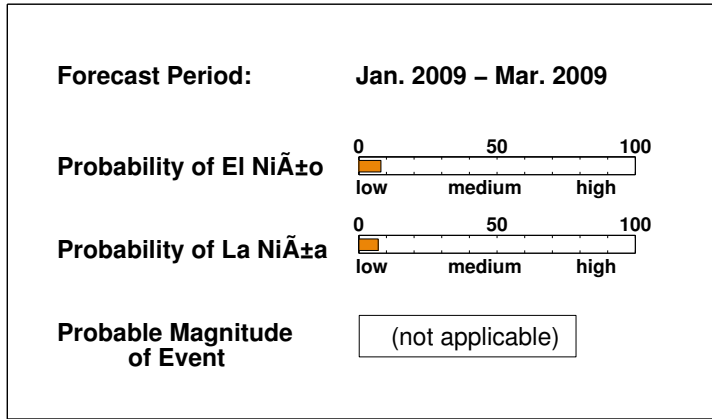 Forecast Period: Jan. 2009 – Mar. 2009
0 50 100
Probability of El NiÃ±o
low medium high
0 50 100
Probability of La NiÃ±a
low medium high
Probable Magnitude
of Event
(not applicable)